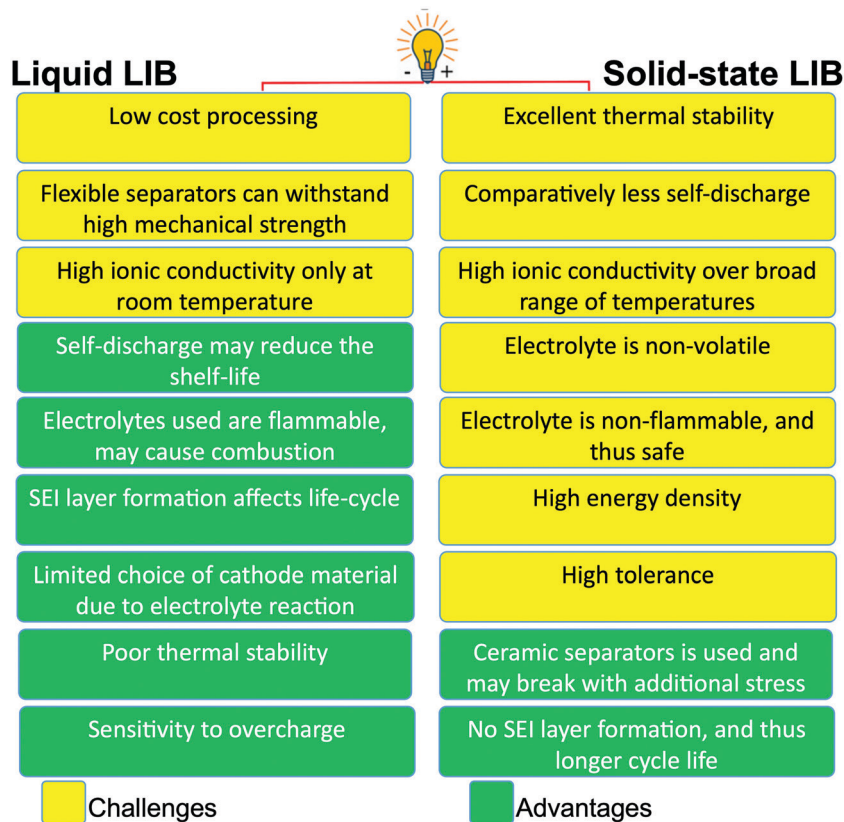 Liquid LIB
- +
Solid-state LIB
Low cost processing
Flexible separators can withstand
high mechanical strength
High ionic conductivity only at
room temperature
Self-discharge may reduce the
shelf-life
Electrolytes used are flammable,
may cause combustion
SEI layer formation affects life-cycle
Limited choice of cathode material
due to electrolyte reaction
Poor thermal stability
Sensitivity to overcharge
Excellent thermal stability
Comparatively less self-discharge
High ionic conductivity over broad
range of temperatures
Electrolyte is non-volatile
Electrolyte is non-flammable, and
thus safe
High energy density
High tolerance
Ceramic separators is used and
may break with additional stress
No SEI layer formation, and thus
longer cycle life
Challenges
Advantages